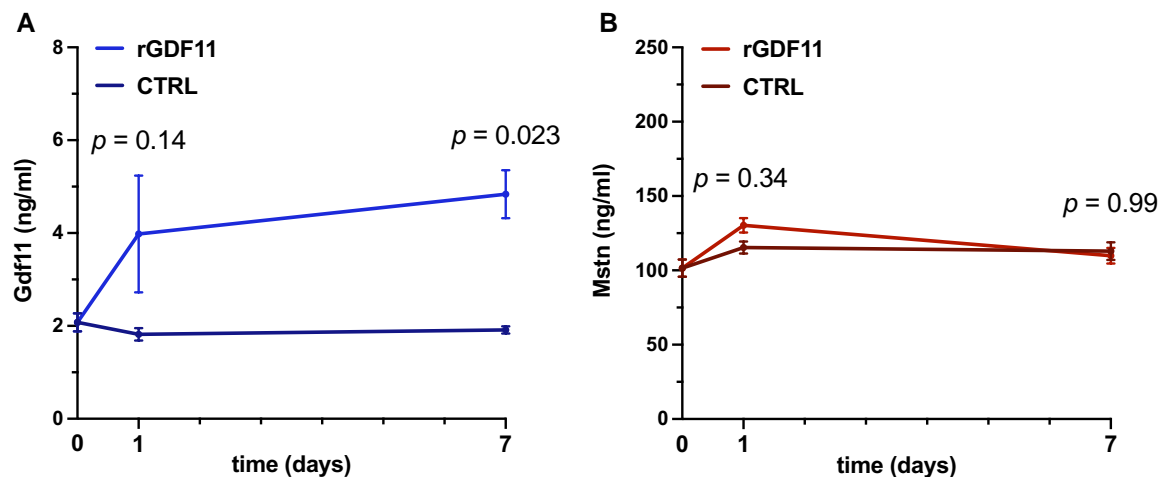 A
rGDF11
CTRL
p = 0.14
p = 0.023
Gdf11 (ng/ml)
8
6
4
2
0
0 1 7
time (days)
B
rGDF11
CTRL
p = 0.34
p = 0.99
Mstn (ng/ml)
250
200
150
100
50
0
0 1 7
time (days)